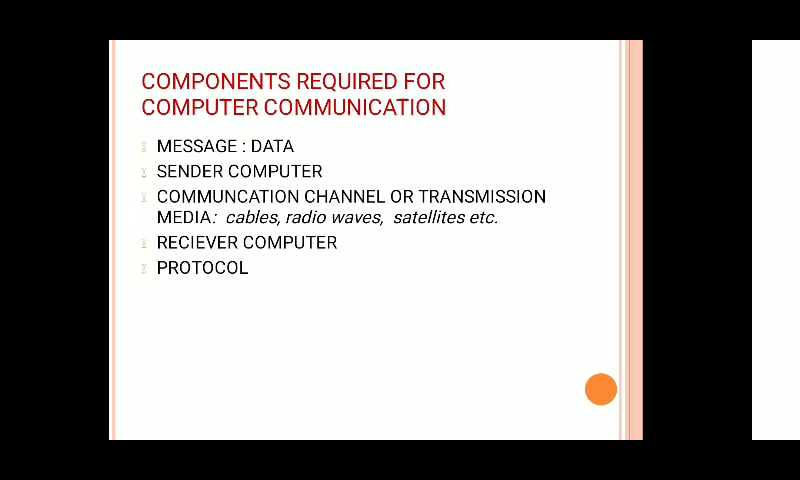 COMPONENTS REQUIRED FOR
COMPUTER COMMUNICATION
MESSAGE : DATA
SENDER COMPUTER
COMMUNCATION CHANNEL OR TRANSMISSION
MEDIA: cables, radio waves, satellites etc.
RECIEVER COMPUTER
PROTOCOL